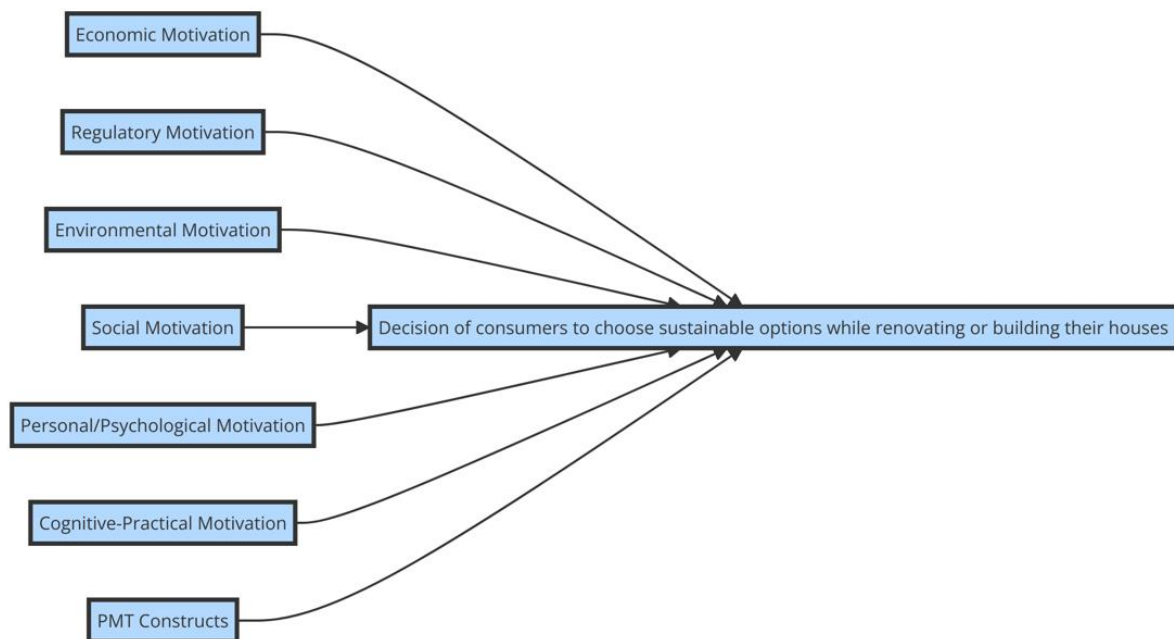 Economic Motivation
Regulatory Motivation
Environmental Motivation
Social Motivation
Decision of consumers to choose sustainable options while renovating or building their houses
Personal/Psychological Motivation
Cognitive-Practical Motivation
PMT Constructs